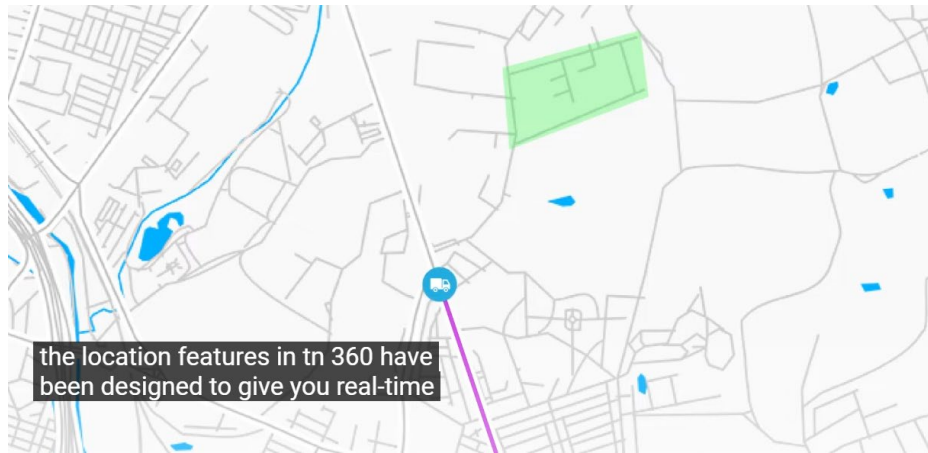 the location features in tn 360 have
been designed to give you real-time